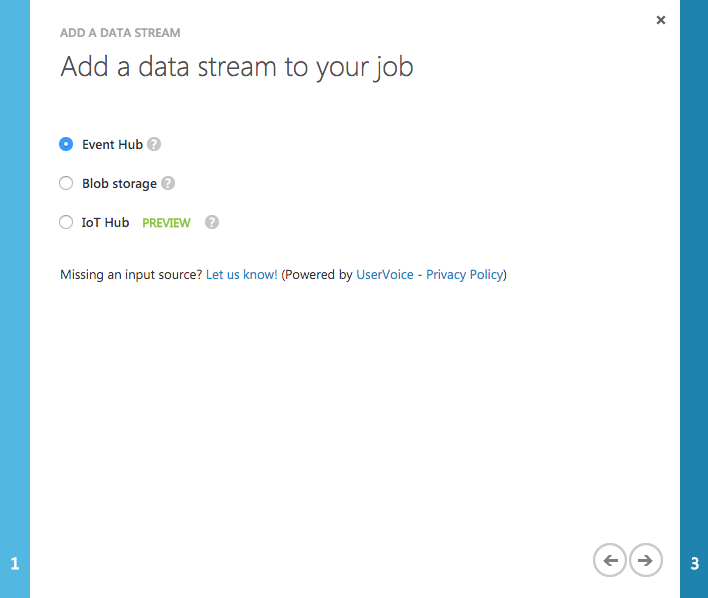 ADD A DATA STREAM
Add a data stream to your job
Event Hub ?
Blob storage ?
IoT Hub PREVIEW ?
Missing an input source? Let us know! (Powered by UserVoice - Privacy Policy)
1
3